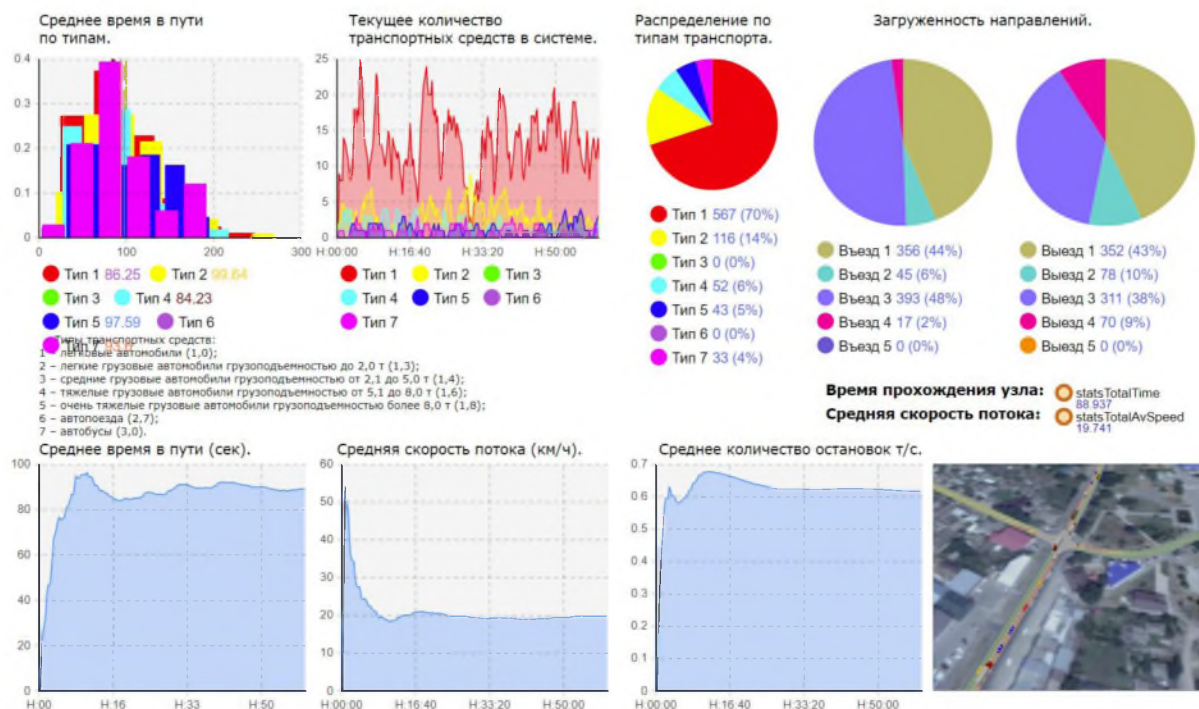 Среднее время в пути
по типам.
Текущее количество
транспортных средств в системе.
Распределение по
типам транспорта.
Загруженность направлений.
0.4
0.3
0.2
0.1
0
0 100 200 300
25
20
15
10
5
0
H:00:00 H:16:40 H:33:20 H:50:00
Тип 1 86.25 Тип 2 99.64
Тип 3 Тип 4 84.23
Тип 5 97.59 Тип 6
Тип 7
Тип 1 Тип 2 Тип 3
Тип 4 Тип 5 Тип 6
Тип 7
Тип 1 567 (70%)
Тип 2 116 (14%)
Тип 3 0 (0%)
Тип 4 52 (6%)
Тип 5 43 (5%)
Тип 6 0 (0%)
Тип 7 33 (4%)
Въезд 1 356 (44%)
Въезд 2 45 (6%)
Въезд 3 393 (48%)
Въезд 4 17 (2%)
Въезд 5 0 (0%)
Выезд 1 352 (43%)
Выезд 2 78 (10%)
Выезд 3 311 (38%)
Выезд 4 70 (9%)
Выезд 5 0 (0%)
Типы транспортных средств:
1 – легковые автомобили (1,0);
2 – легкие грузовые автомобили грузоподъемностью до 2,0 т (1,3);
3 – средние грузовые автомобили грузоподъемностью от 2,1 до 5,0 т (1,4);
4 – тяжелые грузовые автомобили грузоподъемностью от 5,1 до 8,0 т (1,6);
5 – очень тяжелые грузовые автомобили грузоподъемностью более 8,0 т (1,8);
6 – автопоезда (2,7);
7 – автобусы (3,0).
Время прохождения узла: statsTotalTime
88.937
Средняя скорость потока: statsTotalAvSpeed
19.741
Среднее время в пути (сек).
100
80
60
40
20
0
H:00 H:16 H:33 H:50
Средняя скорость потока (км/ч).
60
50
40
30
20
10
0
H:00:00 H:16:40 H:33:20 H:50:00
Среднее количество остановок т/с.
0.7
0.6
0.5
0.4
0.3
0.2
0.1
0
H:00:00 H:16:40 H:33:20 H:50:00